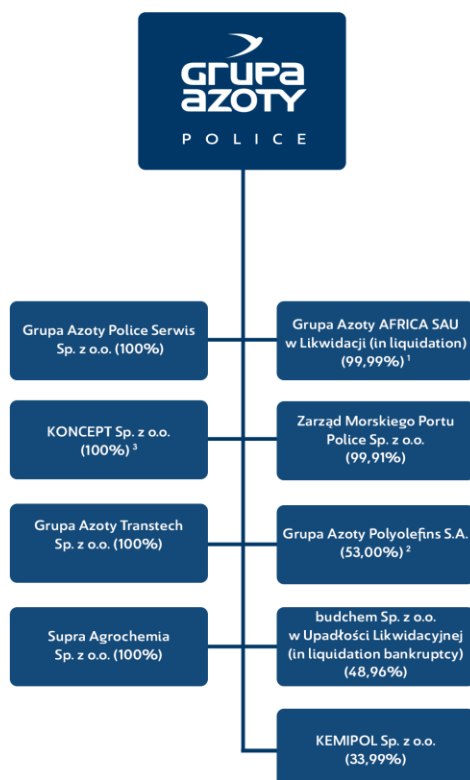 GRUPA
AZOTY
POLICE
Grupa Azoty Police Serwis
Sp. z o.o. (100%)
Grupa Azoty AFRICA SAU
w Likwidacji (in liquidation)
(99,99%) ¹
KONCEPT Sp. z o.o.
(100%) ³
Zarząd Morskiego Portu
Police Sp. z o.o.
(99,91%)
Grupa Azoty Transtech
Sp. z o.o. (100%)
Grupa Azoty Polyolefins S.A.
(53,00%) ²
Supra Agrochemia
Sp. z o.o. (100%)
budchem Sp. z o.o.
w Upadłości Likwidacyjnej
(in liquidation bankruptcy)
(48,96%)
KEMIPOL Sp. z o.o.
(33,99%)